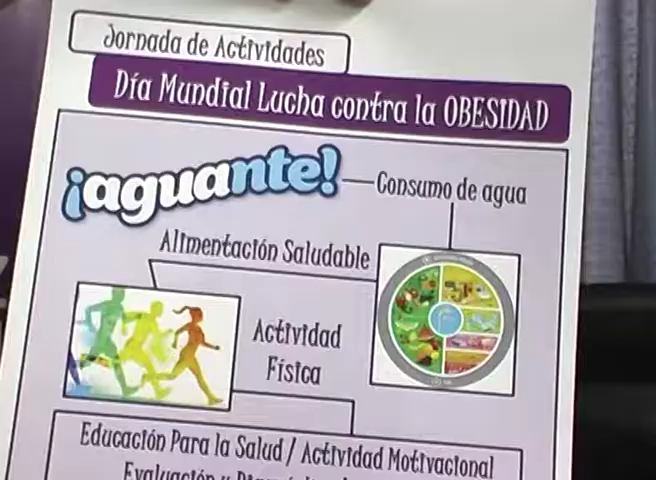 Jornada de Actividades
Día Mundial Lucha contra la OBESIDAD
¡aguante!
Consumo de agua
Alimentación Saludable
Actividad
Física
Educación Para la Salud / Actividad Motivacional
Evaluación y